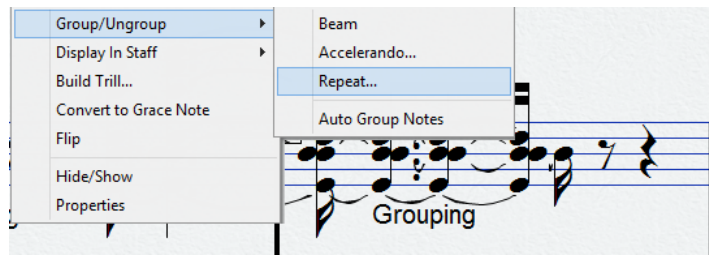 Group/Ungroup
Display In Staff
Build Trill...
Convert to Grace Note
Flip
Hide/Show
Properties
Beam
Accelerando...
Repeat...
Auto Group Notes
Grouping